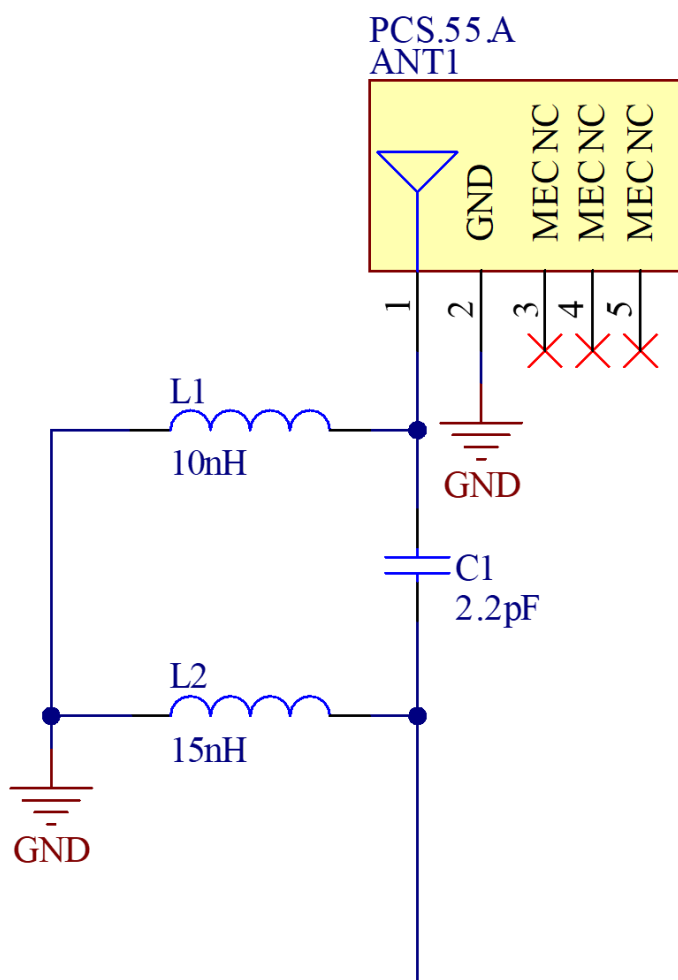 PCS.55.A
ANT1
GND
MEC NC
MEC NC
MEC NC
1
2
3
4
5
L1
10nH
GND
C1
2.2pF
L2
15nH
GND